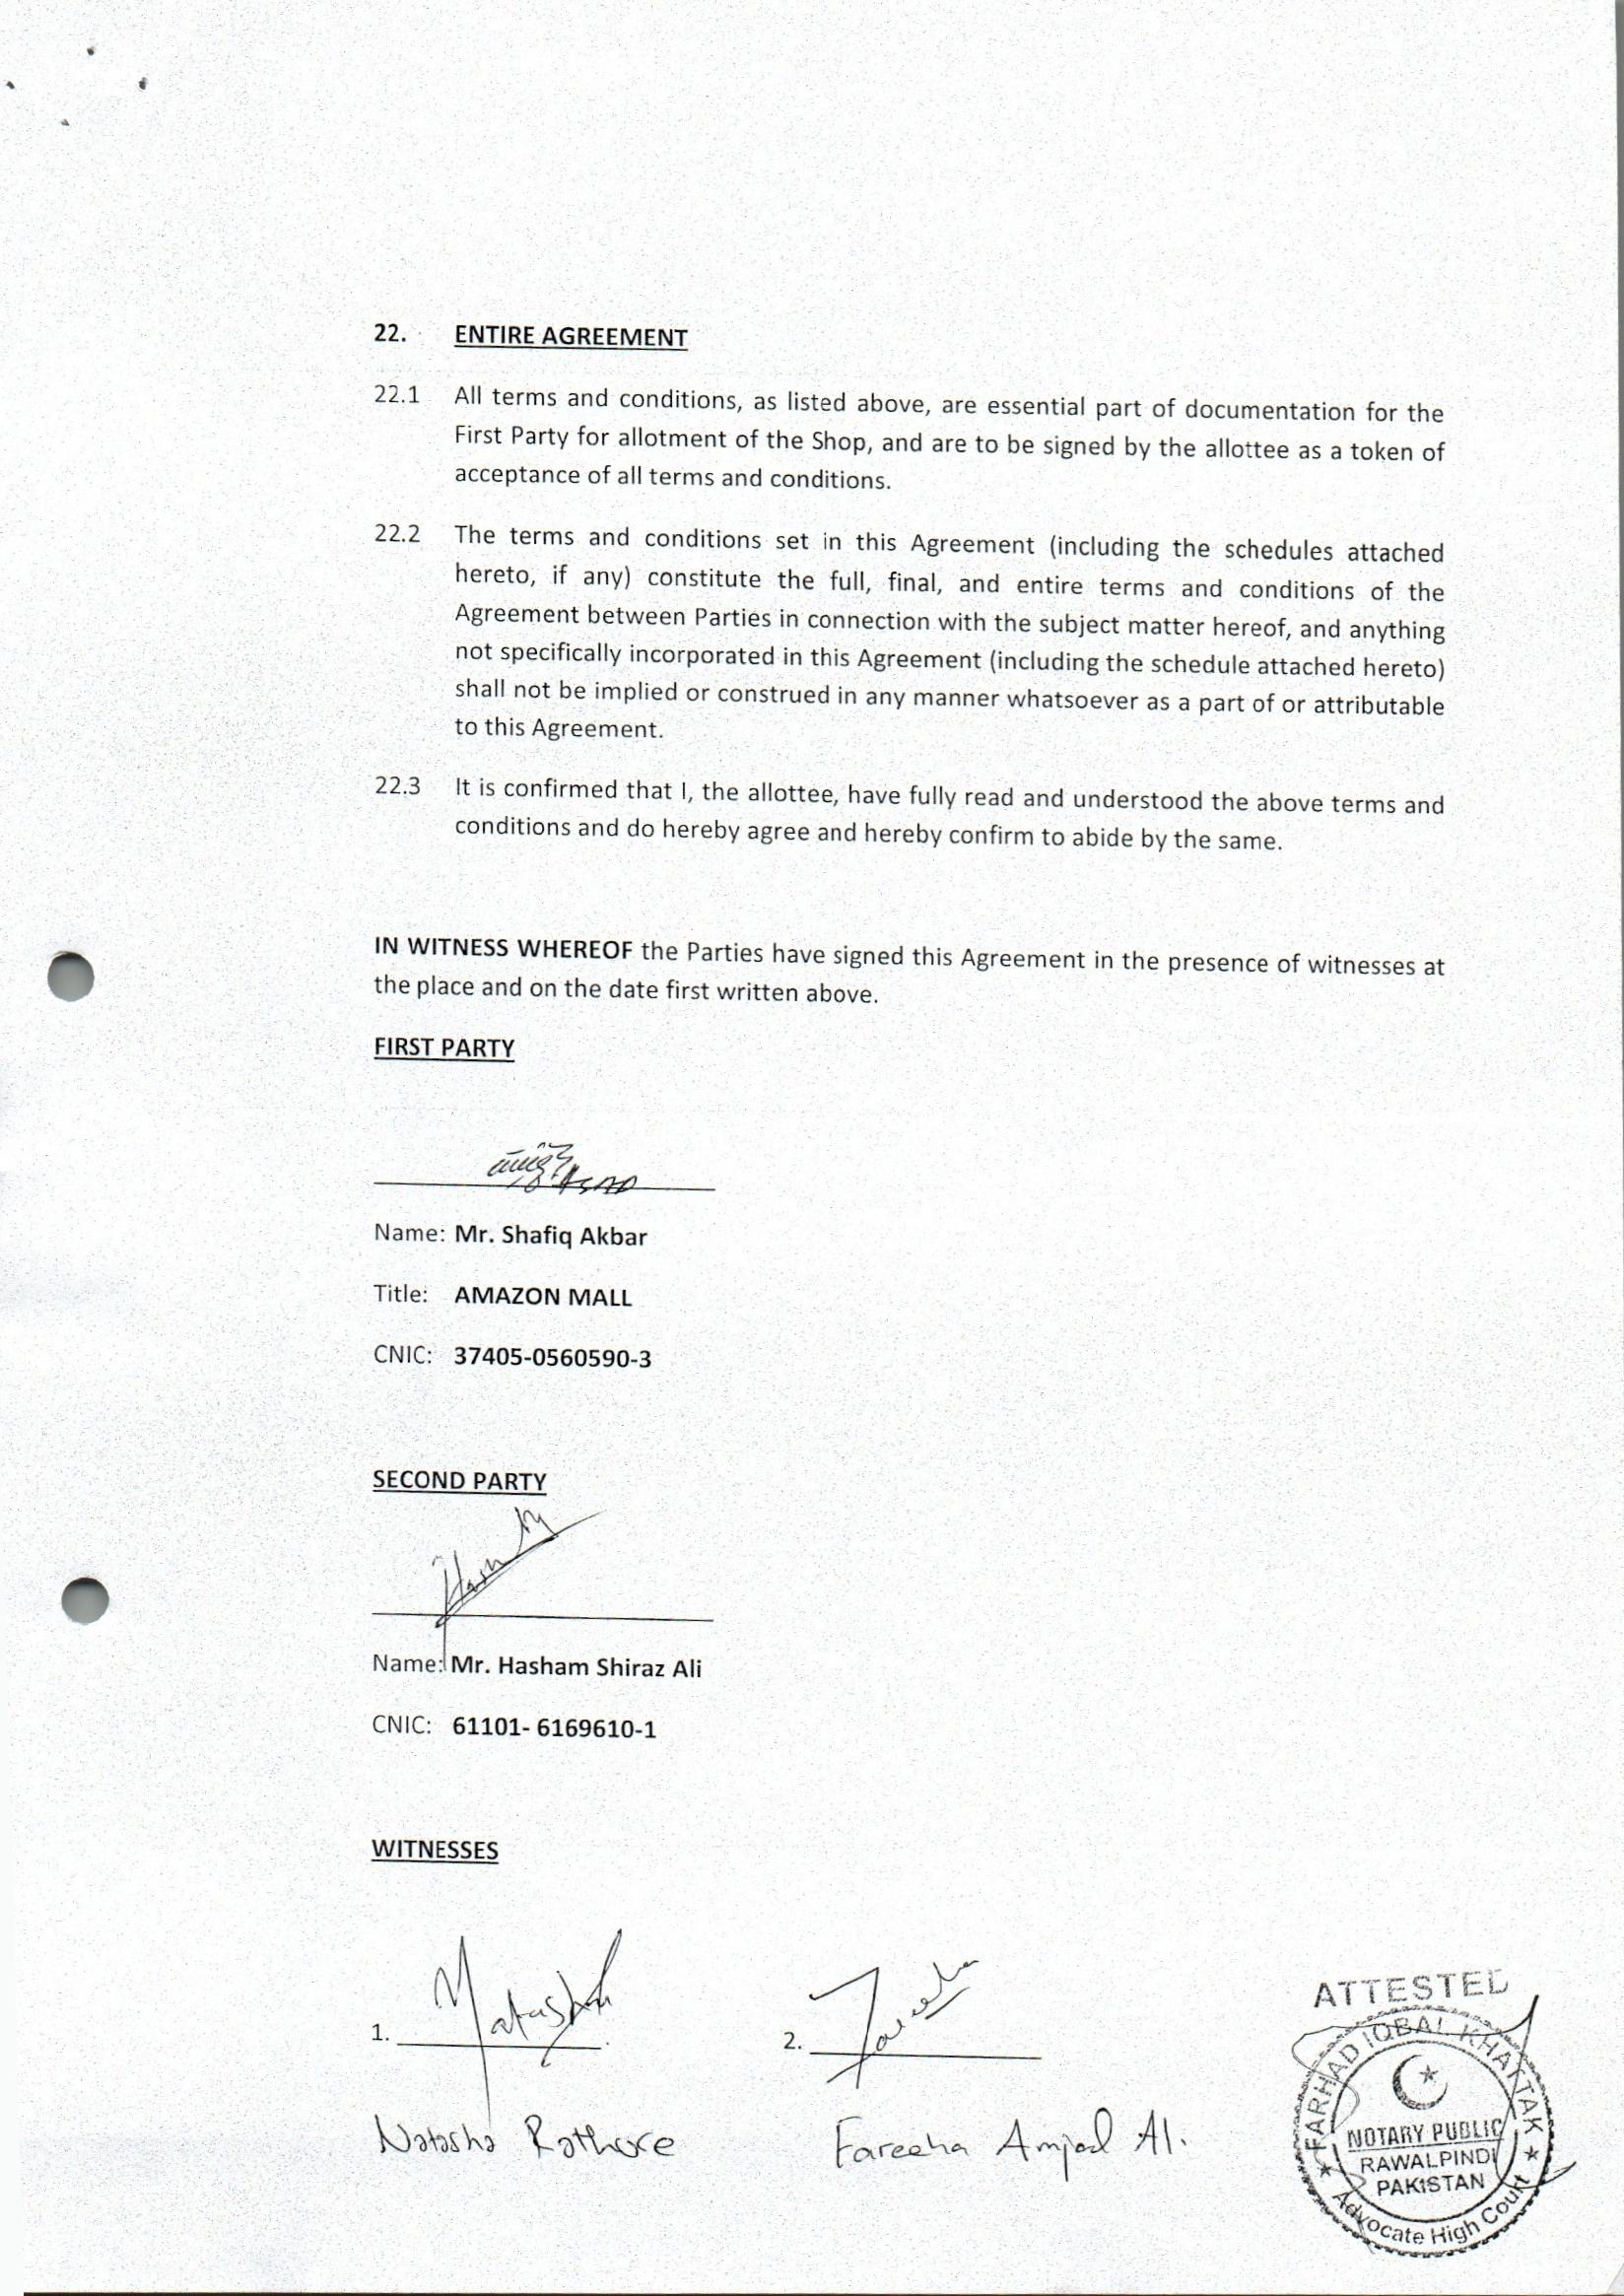 22. ENTIRE AGREEMENT
22.1 All terms and conditions, as listed above, are essential part of documentation for the
First Party for allotment of the Shop, and are to be signed by the allottee as a token of
acceptance of all terms and conditions.
22.2 The terms and conditions set in this Agreement (including the schedules attached
hereto, if any) constitute the full, final, and entire terms and conditions of the
Agreement between Parties in connection with the subject matter hereof, and anything
not specifically incorporated in this Agreement (including the schedule attached hereto)
shall not be implied or construed in any manner whatsoever as a part of or attributable
to this Agreement.
22.3 It is confirmed that I, the allottee, have fully read and understood the above terms and
conditions and do hereby agree and hereby confirm to abide by the same.
IN WITNESS WHEREOF the Parties have signed this Agreement in the presence of witnesses at
the place and on the date first written above.
FIRST PARTY
Name: Mr. Shafiq Akbar
Title: AMAZON MALL
CNIC: 37405-0560590-3
SECOND PARTY
Name: Mr. Hasham Shiraz Ali
CNIC: 61101- 6169610-1
WITNESSES
1. Natasha
2. Fareeha
Natasha Rathore
Fareeha Amjad Al.
ATTESTED
FARHAD IQBAL KHATTAK
NOTARY PUBLIC
RAWALPINDI
PAKISTAN
Advocate High Court